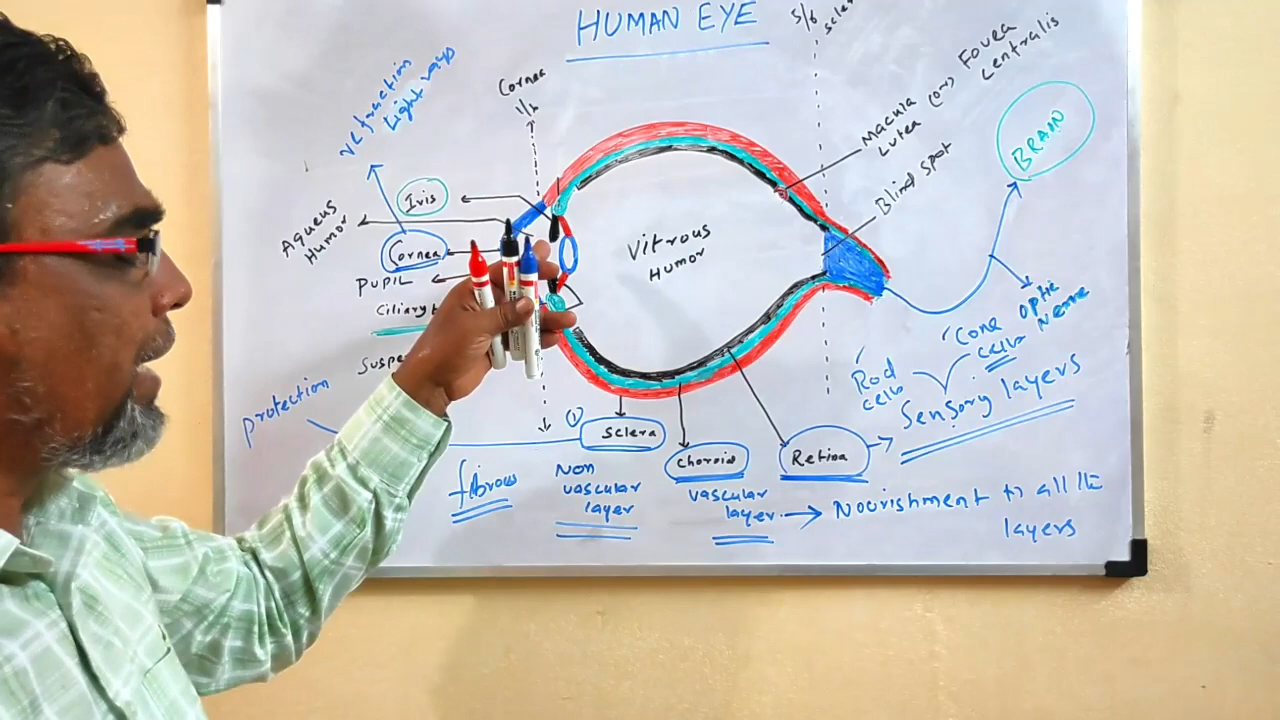 HUMAN EYE
5/6
Cornea
refraction
Light rays
Macula (or) Fovea
Lutea Centralis
BRAIN
Blind spot
Iris
Aqueus
Humor
Cornea
PUPIL
Vitrous
HUMOR
Optic
Nerve
Cone
cells
Rod
cells
Sensory layers
protection
1
Sclera
Choroid
Retina
fibrous
Non
vascular
layer
vascular
layer
Nourishment to all the
layers